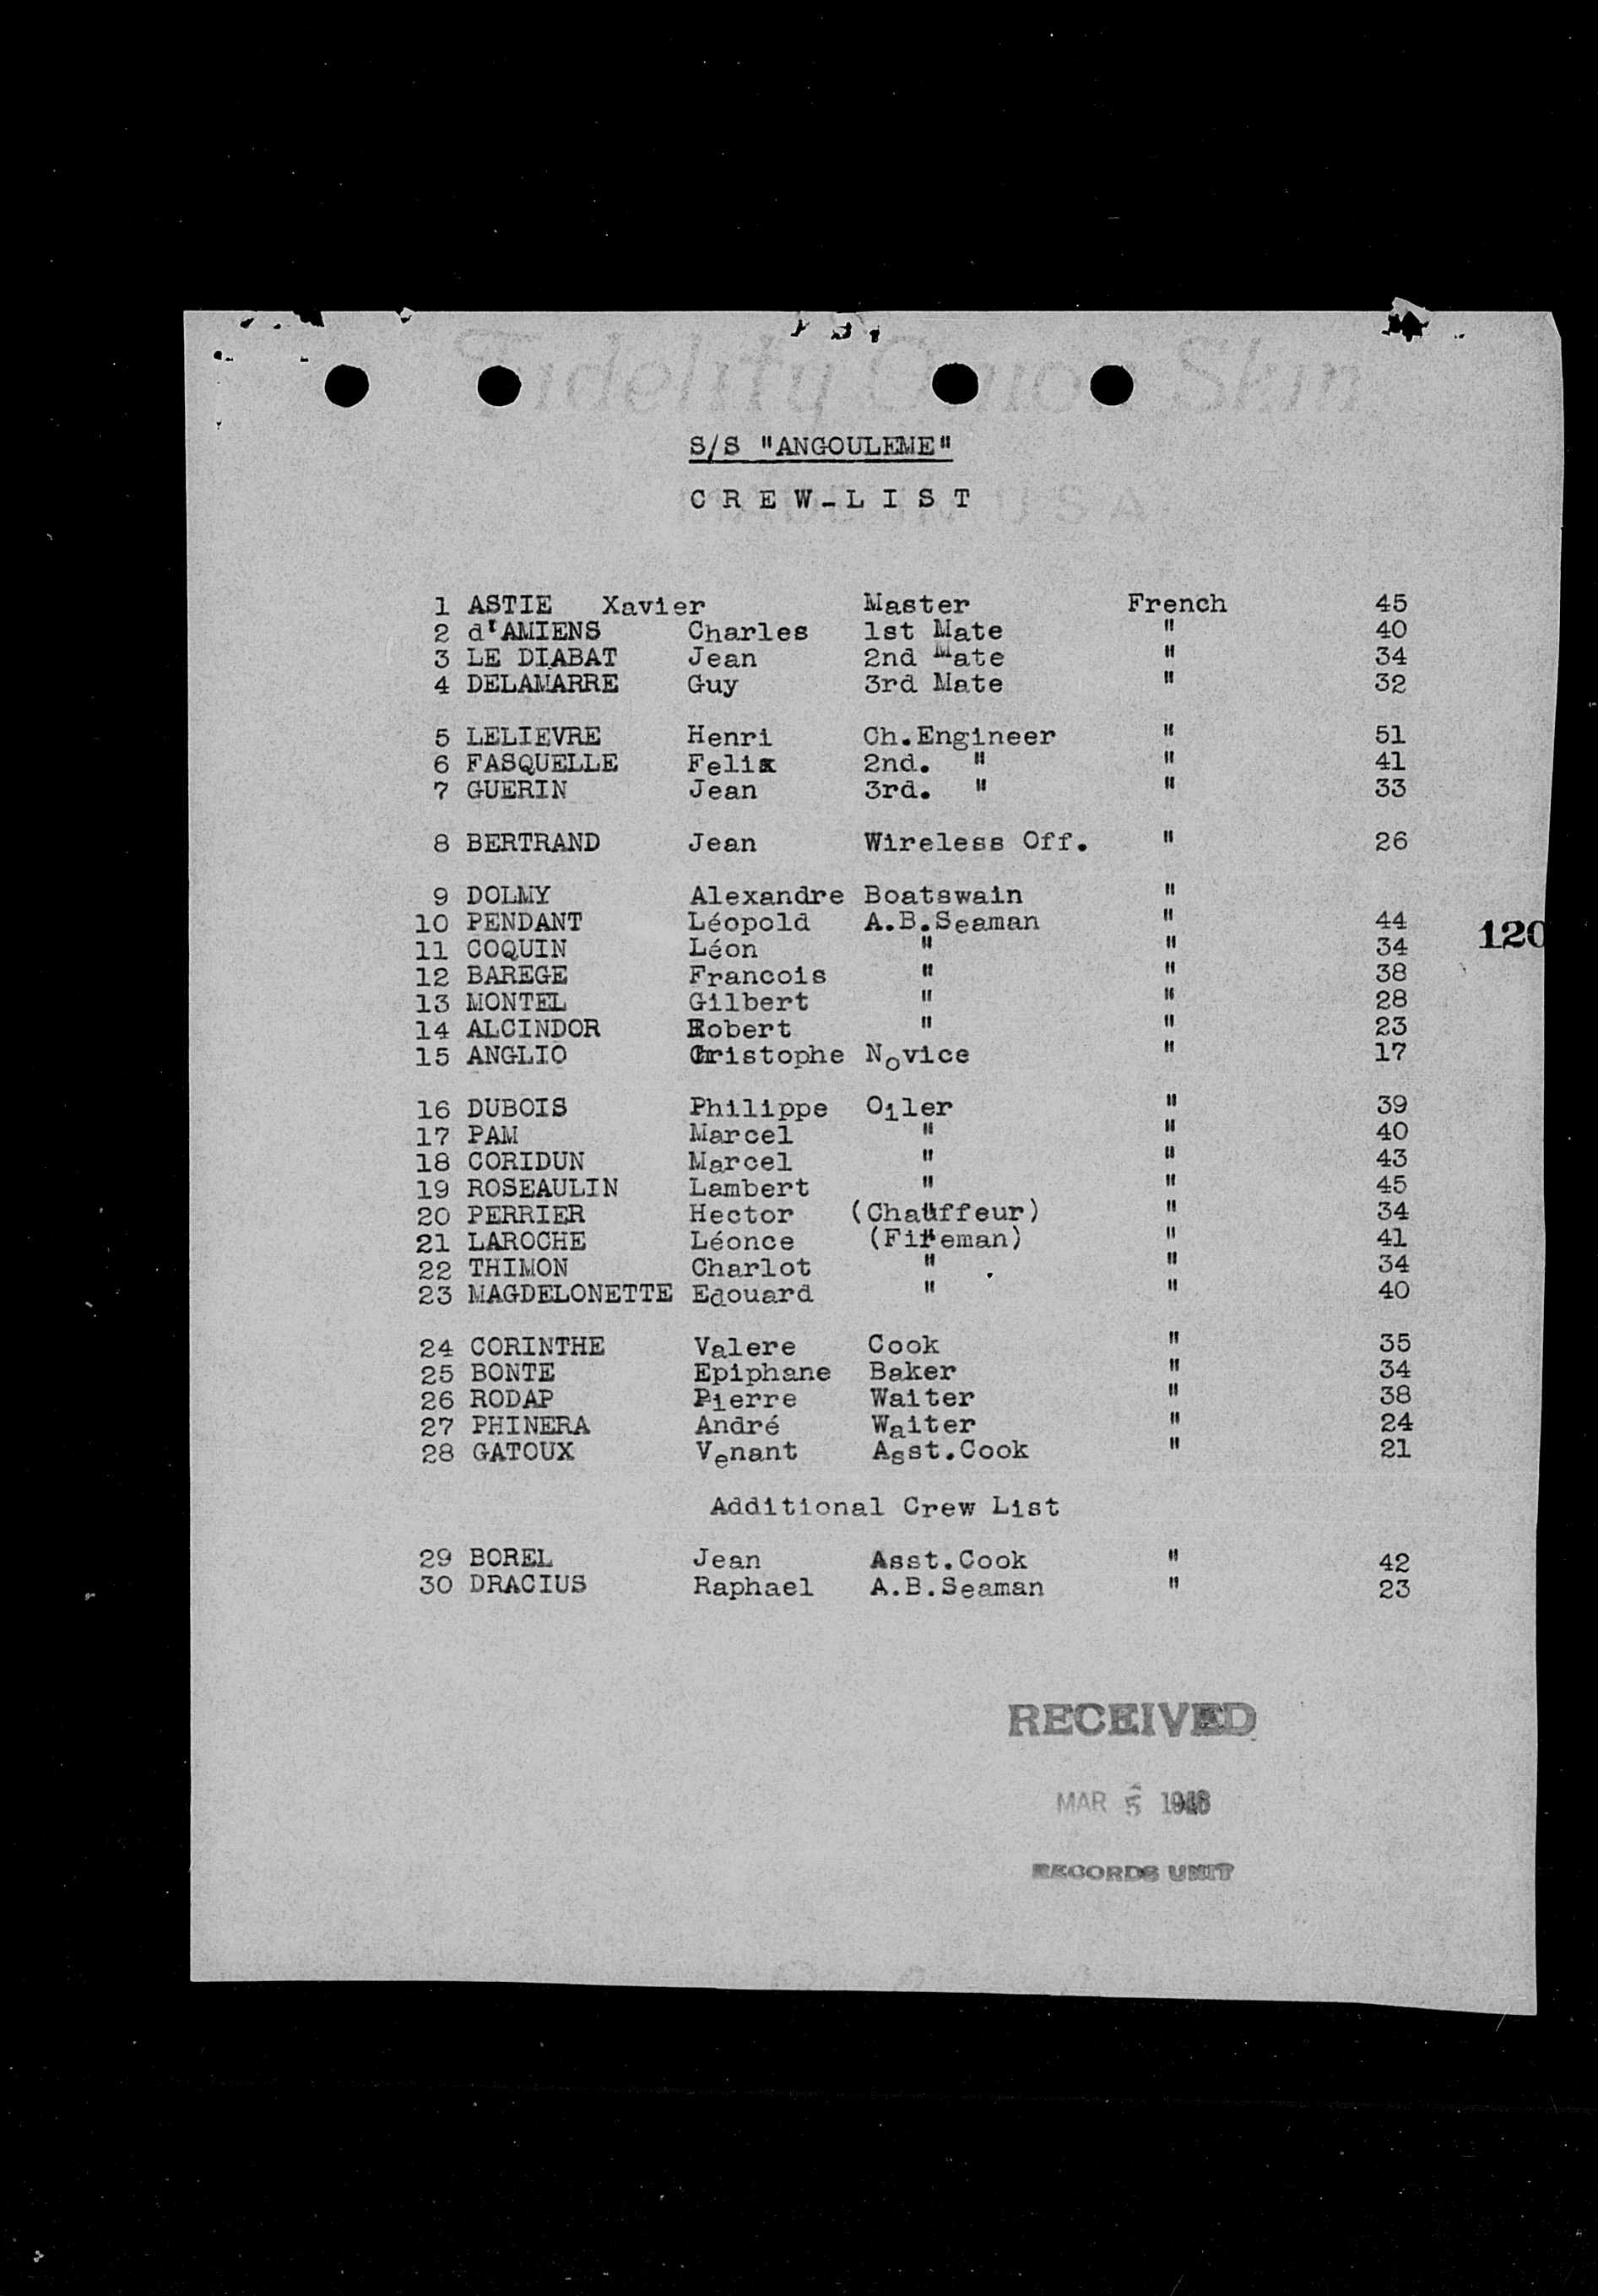 Fidelity Onion Skin
S/S "ANGOULEME"
C R E W - L I S T
U S A
1 ASTIE Xavier Master French 45
2 d'AMIENS Charles 1st Mate " 40
3 LE DIABAT Jean 2nd Mate " 34
4 DELAMARRE Guy 3rd Mate " 32
5 LELIEVRE Henri Ch.Engineer " 51
6 FASQUELLE Felix 2nd. " " 41
7 GUERIN Jean 3rd. " " 33
8 BERTRAND Jean Wireless Off. " 26
9 DOLMY Alexandre Boatswain "
10 PENDANT Léopold A.B.Seaman " 44
120
11 COQUIN Léon " " 34
12 BAREGE Francois " " 38
13 MONTEL Gilbert " " 28
14 ALCINDOR Robert " " 23
15 ANGLIO Christophe Novice " 17
16 DUBOIS Philippe Oiler " 39
17 PAM Marcel " " 40
18 CORIDUN Marcel " " 43
19 ROSEAULIN Lambert " " 45
20 PERRIER Hector (Chauffeur) " 34
21 LAROCHE Léonce (Fireman) " 41
22 THIMON Charlot " " 34
23 MAGDELONETTE Edouard " " 40
24 CORINTHE Valere Cook " 35
25 BONTE Epiphane Baker " 34
26 RODAP Pierre Waiter " 38
27 PHINERA André Waiter " 24
28 GATOUX Venant Asst.Cook " 21
Additional Crew List
29 BOREL Jean Asst.Cook " 42
30 DRACIUS Raphael A.B.Seaman " 23
RECEIVED
MAR 5 1946
RECORDS UNIT